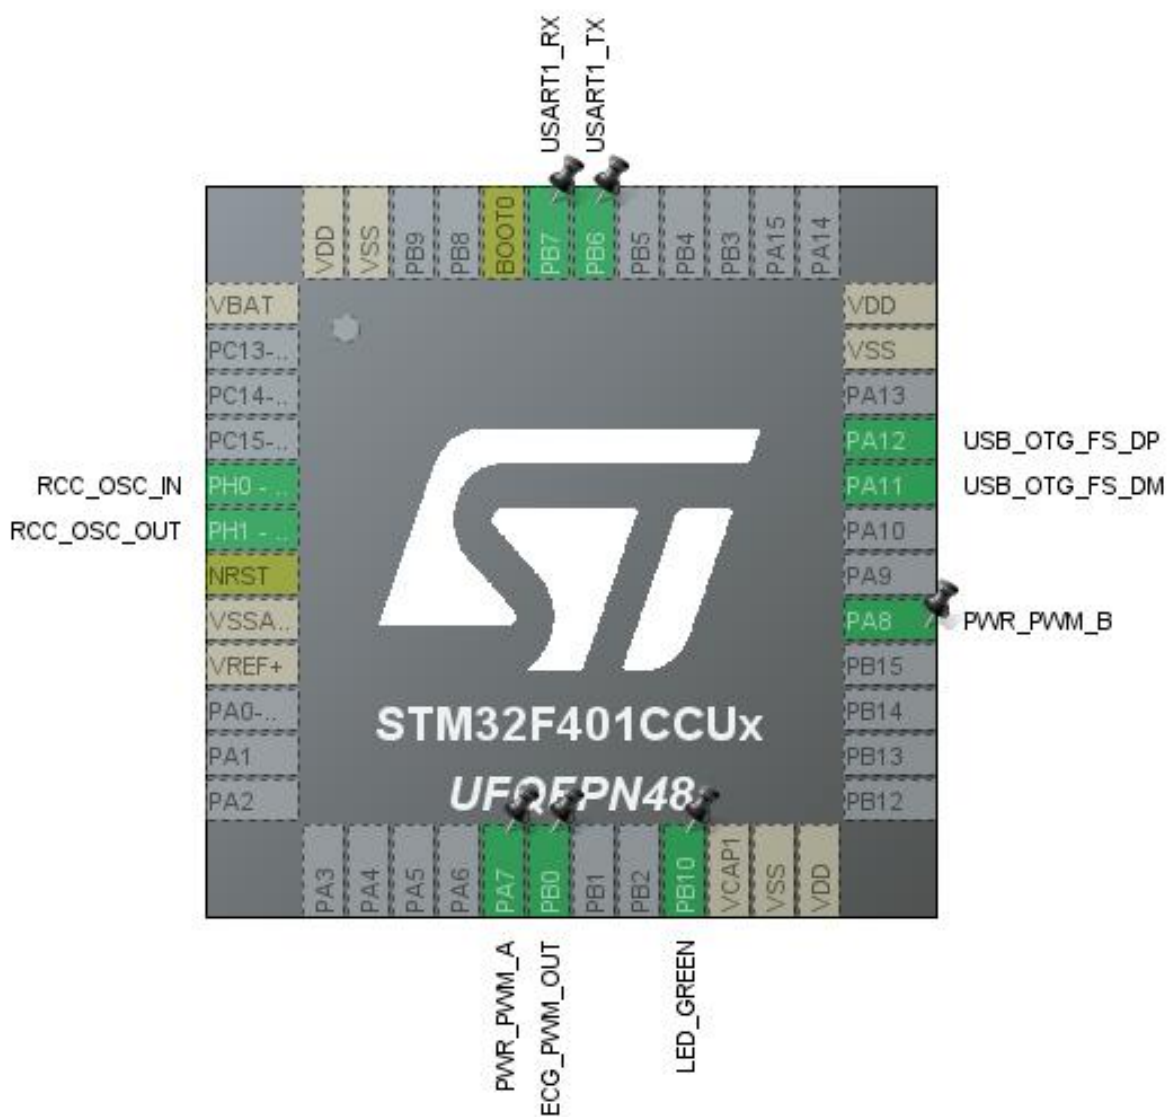 USART1_RX
USART1_TX
VDD
VSS
PB9
PB8
BOOT0
PB7
PB6
PB5
PB4
PB3
PA15
PA14
VBAT
PC13-..
PC14-..
PC15-..
RCC_OSC_IN
PH0 - ..
RCC_OSC_OUT
PH1 - ..
NRST
VSSA..
VREF+
PA0-..
PA1
PA2
VDD
VSS
PA13
PA12
USB_OTG_FS_DP
PA11
USB_OTG_FS_DM
PA10
PA9
PA8
PWR_PWM_B
PB15
PB14
PB13
PB12
STM32F401CCUx
UFQFPN48
PA3
PA4
PA5
PA6
PA7
PB0
PB1
PB2
PB10
VCAP1
VSS
VDD
PWR_PWM_A
ECG_PWM_OUT
LED_GREEN